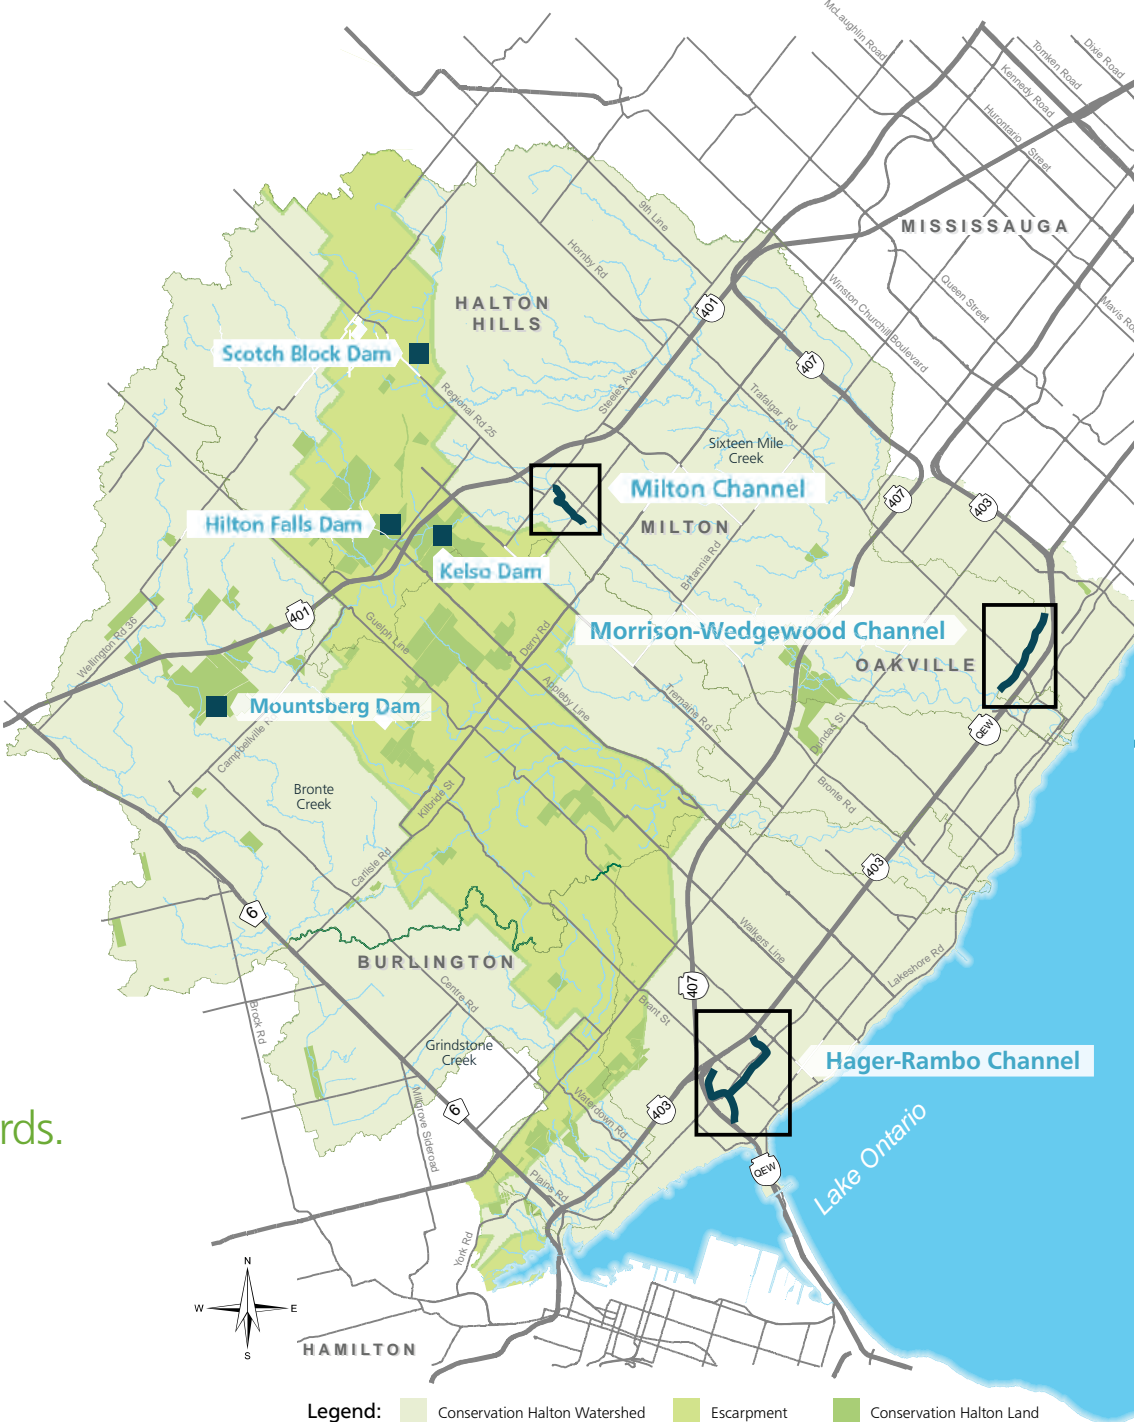 McLaughlin Road
Dixie Road
Tomken Road
Kennedy Road
Hurontario Street
MISSISSAUGA
9th Line
Hornby Rd
Winston Churchill Boulevard
Queen Street
Mavis Ro
HALTON
HILLS
401
407
Scotch Block Dam
Steeles Ave
Regional Rd 25
Trafalgar Rd
Sixteen Mile
Creek
Milton Channel
407
403
Hilton Falls Dam
MILTON
Kelso Dam
Britannia Rd
401
Wellington Rd 36
Guelph Line
Derry Rd
Morrison-Wedgewood Channel
OAKVILLE
Mountsberg Dam
Appleby Line
Tremaine Rd
Dundas St
QEW
Campbellville R
Bronte
Creek
Kilbride St
Bronte Rd
Carlisle Rd
403
6
Walkers Line
BURLINGTON
Lakeshore Rd
407
Centre Rd
Brant St
Brock Rd
Grindstone
Creek
Hager-Rambo Channel
6
403
Waterdown Rd
Millgrove Sideroad
rds.
Lake Ontario
QEW
Plains Rd
York Rd
N
W
E
S
HAMILTON
Legend:
Conservation Halton Watershed
Escarpment
Conservation Halton Land